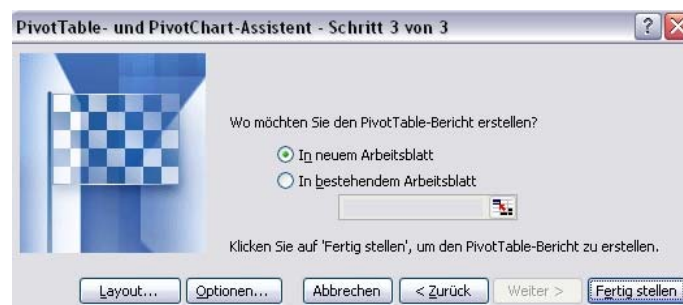 PivotTable- und PivotChart-Assistent - Schritt 3 von 3
Wo möchten Sie den PivotTable-Bericht erstellen?
In neuem Arbeitsblatt
In bestehendem Arbeitsblatt
Klicken Sie auf 'Fertig stellen', um den PivotTable-Bericht zu erstellen.
Layout... Optionen... Abbrechen < Zurück Weiter > Fertig stellen